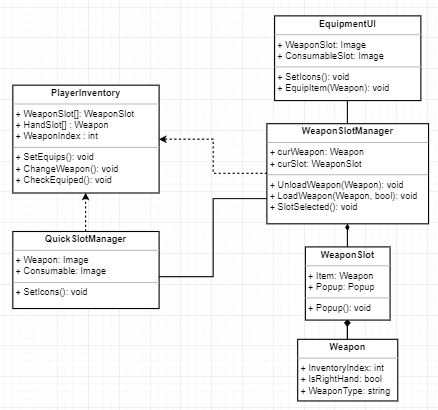 EquipmentUI
+ WeaponSlot: Image
+ ConsumableSlot: Image
+ SetIcons(): void
+ EquipItem(Weapon): void
PlayerInventory
+ WeaponSlot[]: WeaponSlot
+ HandSlot[] : Weapon
+ WeaponIndex : int
+ SetEquips(): void
+ ChangeWeapon(): void
+ CheckEquiped(): void
WeaponSlotManager
+ curWeapon: Weapon
+ curSlot: WeaponSlot
+ UnloadWeapon(Weapon): void
+ LoadWeapon(Weapon, bool): void
+ SlotSelected(): void
QuickSlotManager
+ Weapon: Image
+ Consumable: Image
+ SetIcons(): void
WeaponSlot
+ Item: Weapon
+ Popup: Popup
+ Popup(): void
Weapon
+ InventoryIndex: int
+ IsRightHand: bool
+ WeaponType: string